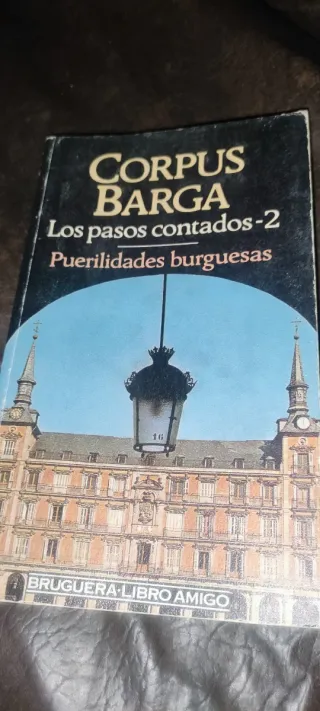 CORPUS
BARGA
Los pasos contados-2
Puerilidades burguesas
16
BRUGUERA·LIBRO AMIGO